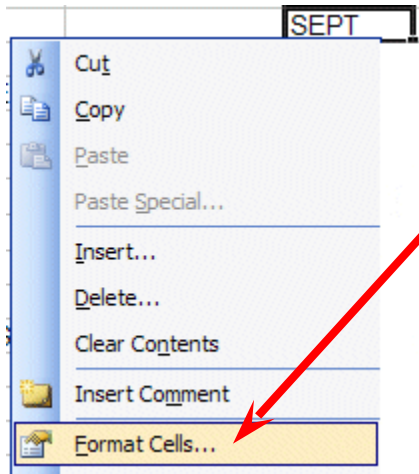 SEPT
Cut
Copy
Paste
Paste Special...
Insert...
Delete...
Clear Contents
Insert Comment
Format Cells...